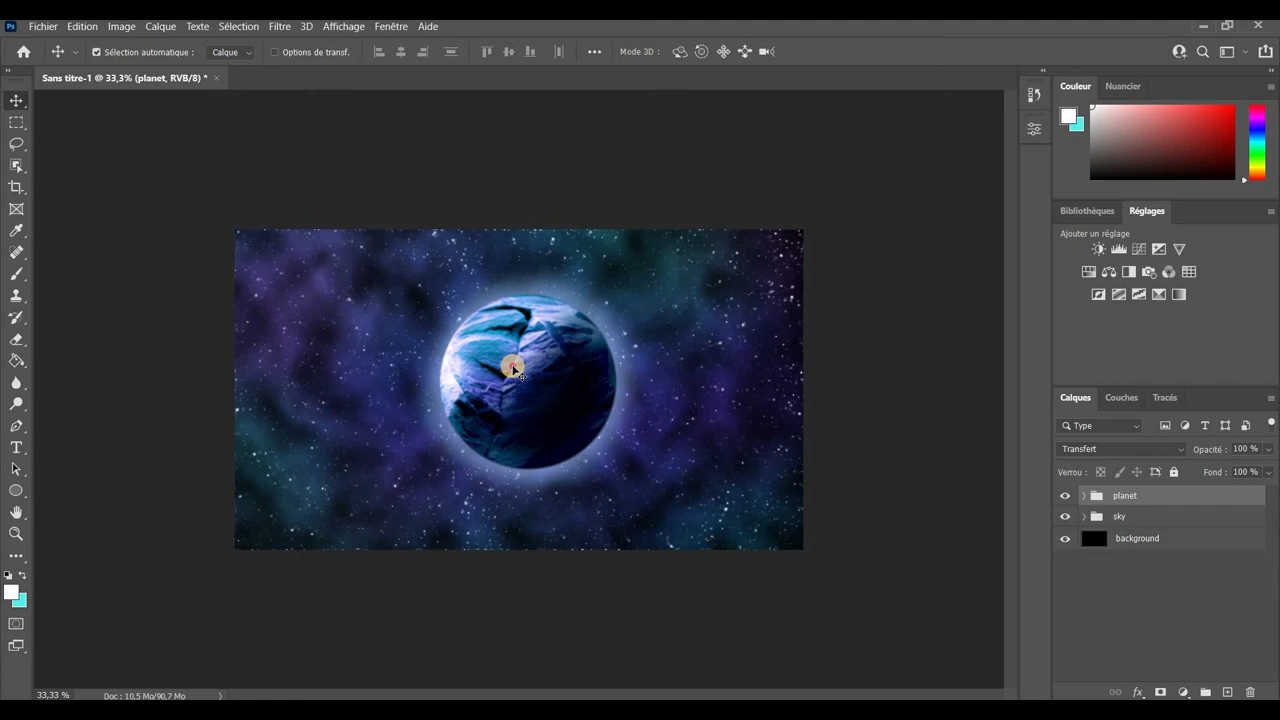 Ps Fichier Edition Image Calque Texte Sélection Filtre 3D Affichage Fenêtre Aide
Sélection automatique : Calque Options de transf. Mode 3D :
Sans titre-1 @ 33,3% (planet, RVB/8) *
Couleur Nuancier
Bibliothèques Réglages
Ajouter un réglage
Calques Couches Tracés
Type
Transfert Opacité : 100 %
Verrou : Fond : 100 %
planet
sky
background
33,33 % Doc : 10,5 Mo/90,7 Mo
fx